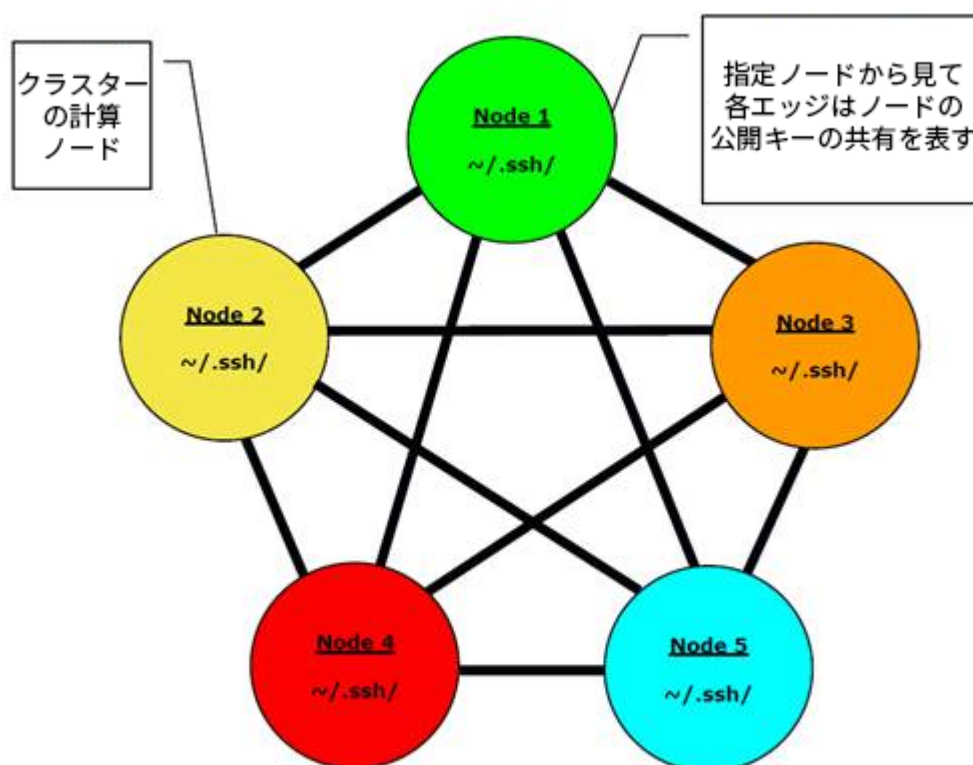 クラスター
の計算
ノード
指定ノードから見て
各エッジはノードの
公開キーの共有を表す
Node 1
~/.ssh/
Node 2
~/.ssh/
Node 3
~/.ssh/
Node 4
~/.ssh/
Node 5
~/.ssh/